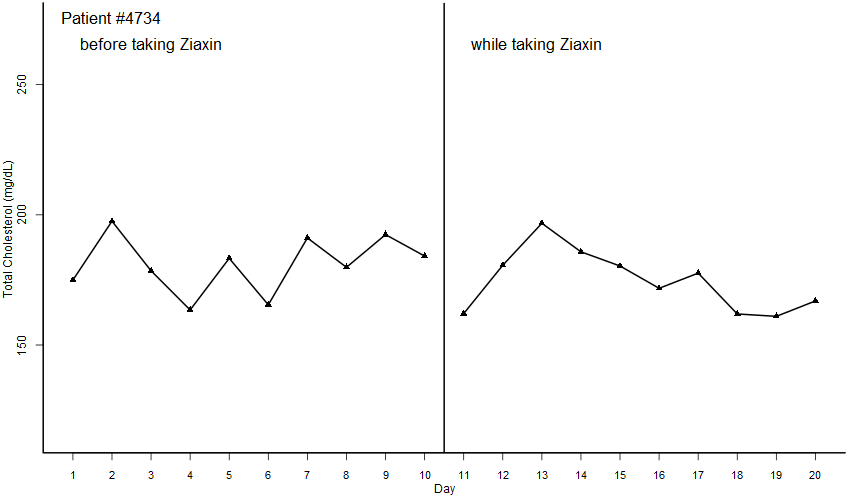 Patient #4734
before taking Ziaxin
while taking Ziaxin
Total Cholesterol (mg/dL)
250
200
150
1 2 3 4 5 6 7 8 9 10 11 12 13 14 15 16 17 18 19 20
Day